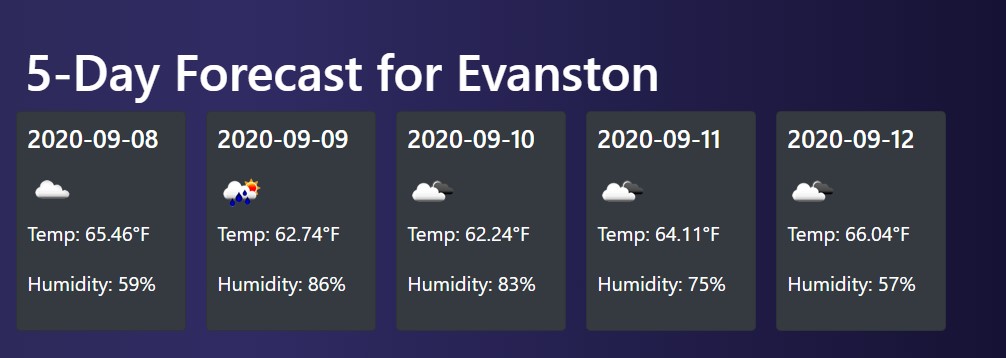 5-Day Forecast for Evanston
2020-09-08
Temp: 65.46°F
Humidity: 59%
2020-09-09
Temp: 62.74°F
Humidity: 86%
2020-09-10
Temp: 62.24°F
Humidity: 83%
2020-09-11
Temp: 64.11°F
Humidity: 75%
2020-09-12
Temp: 66.04°F
Humidity: 57%